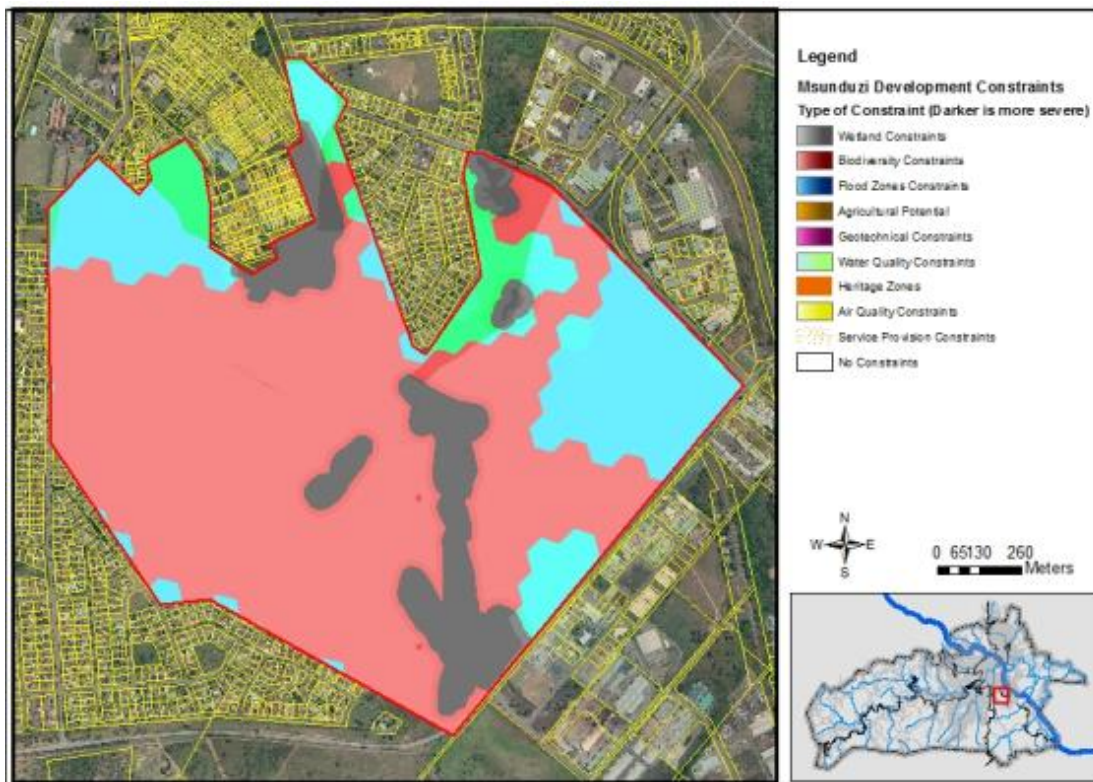 Legend
Msunduzi Development Constraints
Type of Constraint (Darker is more severe)
Wetland Constraints
Biodiversity Constraints
Flood Zones Constraints
Agricultural Potential
Geotechnical Constraints
Water Quality Constraints
Heritage Zones
Air Quality Constraints
Service Provision Constraints
No Constraints
N
W E
S
0 65130 260
Meters